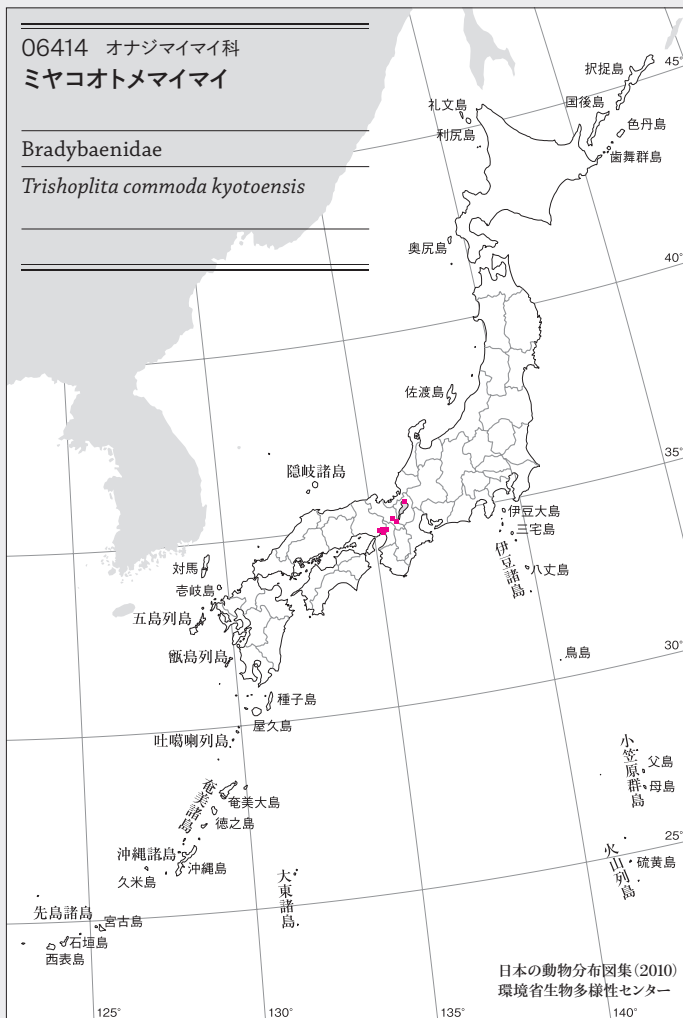 06414 オナジマイマイ科
ミヤコオトメマイマイ
Bradybaenidae
Trishoplita commoda kyotoensis
択捉島
45°
国後島
礼文島
色丹島
利尻島
歯舞群島
奥尻島
40°
佐渡島
35°
隠岐諸島
伊豆大島
三宅島
伊豆諸島
八丈島
対馬
壱岐島
五島列島
甑島列島
鳥島
30°
種子島
屋久島
吐噶喇列島
小笠原群島
父島
母島
奄美諸島
奄美大島
徳之島
25°
沖縄諸島
沖縄島
久米島
火山列島
硫黄島
大東諸島
先島諸島
宮古島
石垣島
西表島
日本の動物分布図集(2010)
環境省生物多様性センター
125°
130°
135°
140°